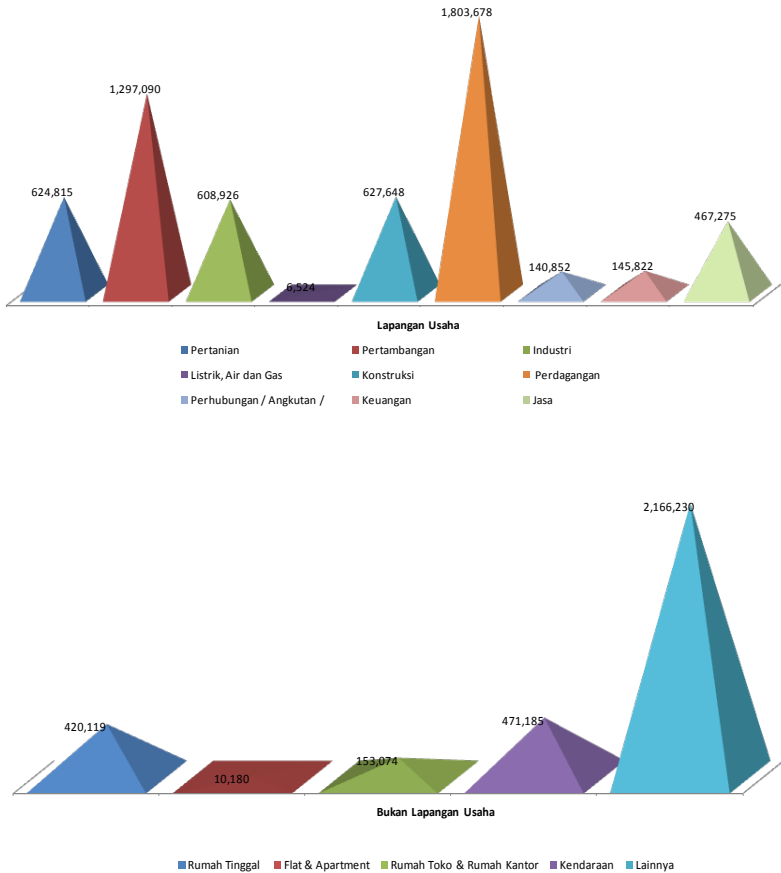 1,803,678
1,297,090
624,815
608,926
627,648
467,275
6,524
140,852
145,822
Lapangan Usaha
Pertanian Pertambangan Industri
Listrik, Air dan Gas Konstruksi Perdagangan
Perhubungan / Angkutan / Keuangan Jasa
2,166,230
420,119
471,185
10,180
153,074
Bukan Lapangan Usaha
Rumah Tinggal Flat & Apartment Rumah Toko & Rumah Kantor Kendaraan Lainnya